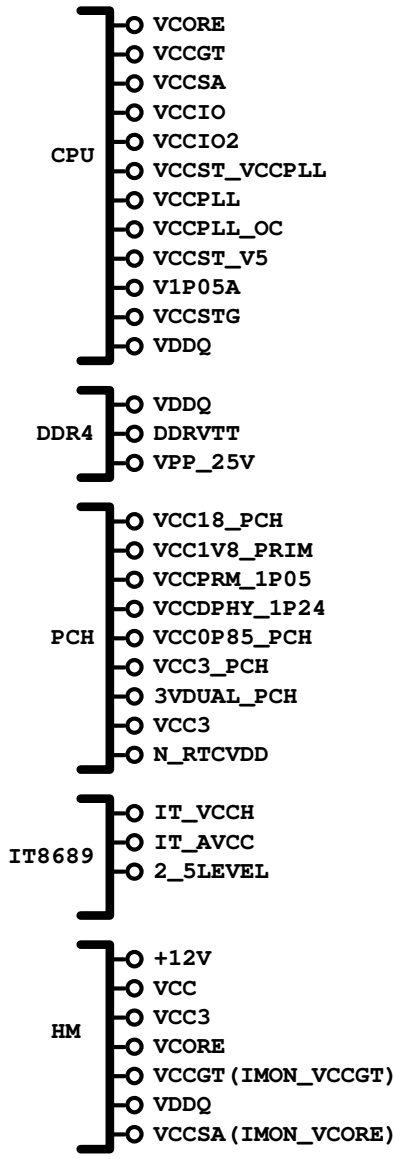 VCORE
VCCGT
VCCSA
VCCIO
VCCIO2
CPU
VCCST_VCCPLL
VCCPLL
VCCPLL_OC
VCCST_V5
V1P05A
VCCSTG
VDDQ
VDDQ
DDR4
DDRVTT
VPP_25V
VCC18_PCH
VCC1V8_PRIM
VCCPRM_1P05
VCCDPHY_1P24
PCH
VCC0P85_PCH
VCC3_PCH
3VDUAL_PCH
VCC3
N_RTCVDD
IT_VCCH
IT8689
IT_AVCC
2_5LEVEL
+12V
VCC
VCC3
HM
VCORE
VCCGT(IMON_VCCGT)
VDDQ
VCCSA(IMON_VCORE)